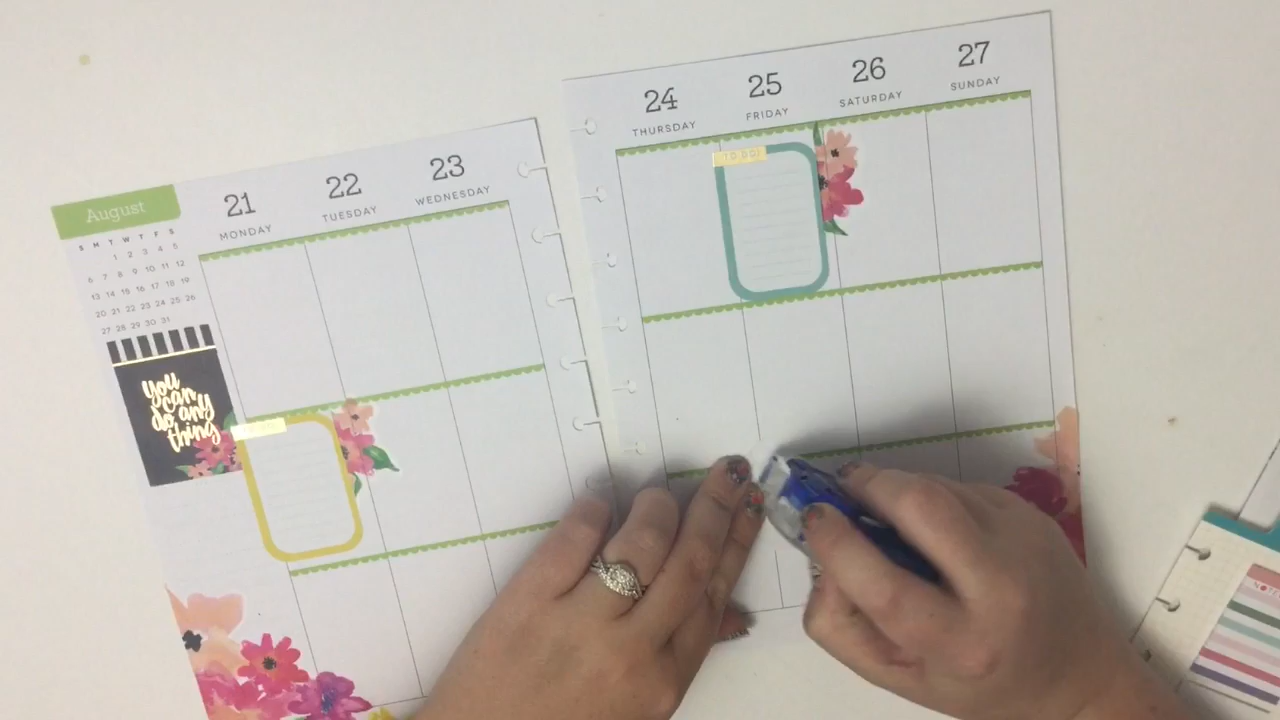 August
S M T W T F S
1 2 3 4 5
6 7 8 9 10 11 12
13 14 15 16 17 18 19
20 21 22 23 24 25 26
27 28 29 30 31
you
can
do any
thing
21
MONDAY
22
TUESDAY
23
WEDNESDAY
24
THURSDAY
25
FRIDAY
26
SATURDAY
27
SUNDAY
TO DO